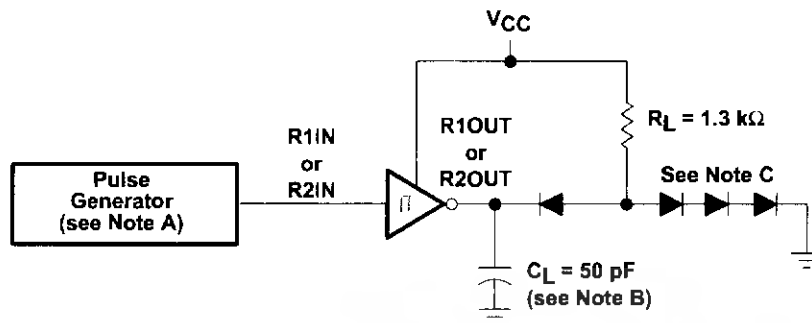 VCC
R1IN
or
R2IN
R1OUT
or
R2OUT
RL = 1.3 kΩ
Pulse
Generator
(see Note A)
See Note C
CL = 50 pF
(see Note B)